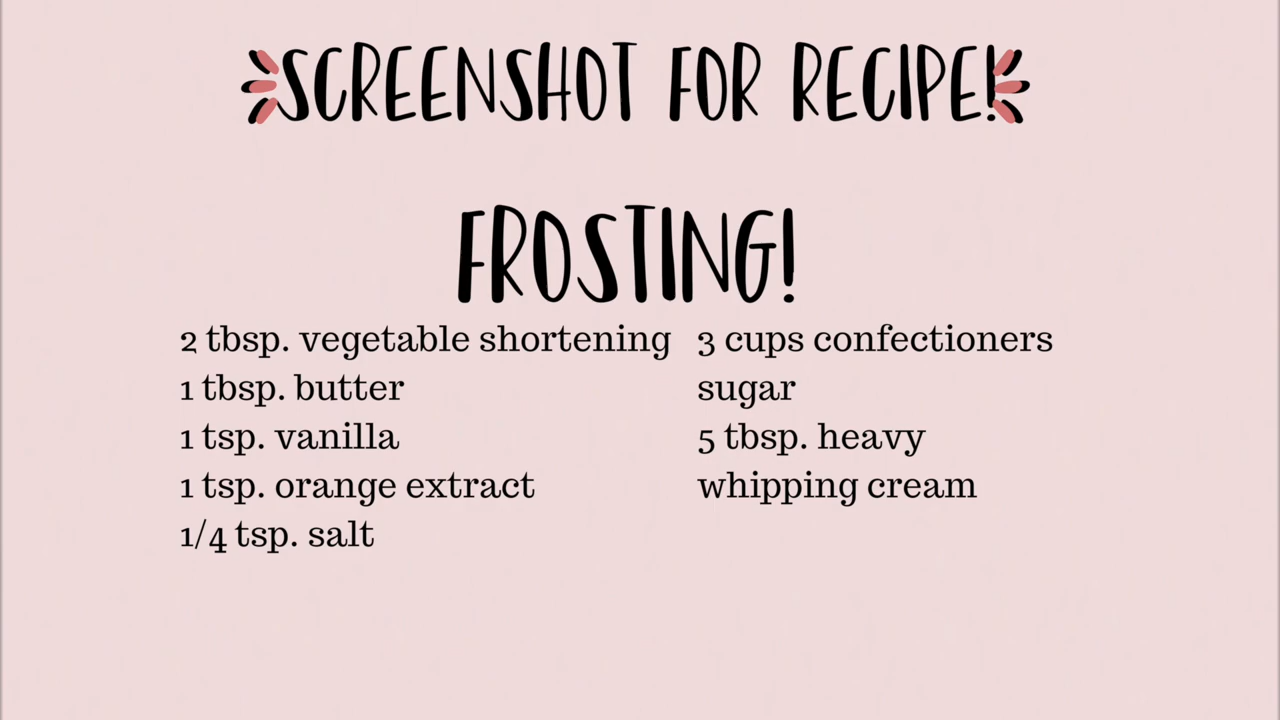 SCREENSHOT FOR RECIPE!
FROSTING!
2 tbsp. vegetable shortening
1 tbsp. butter
1 tsp. vanilla
1 tsp. orange extract
1/4 tsp. salt
3 cups confectioners
sugar
5 tbsp. heavy
whipping cream